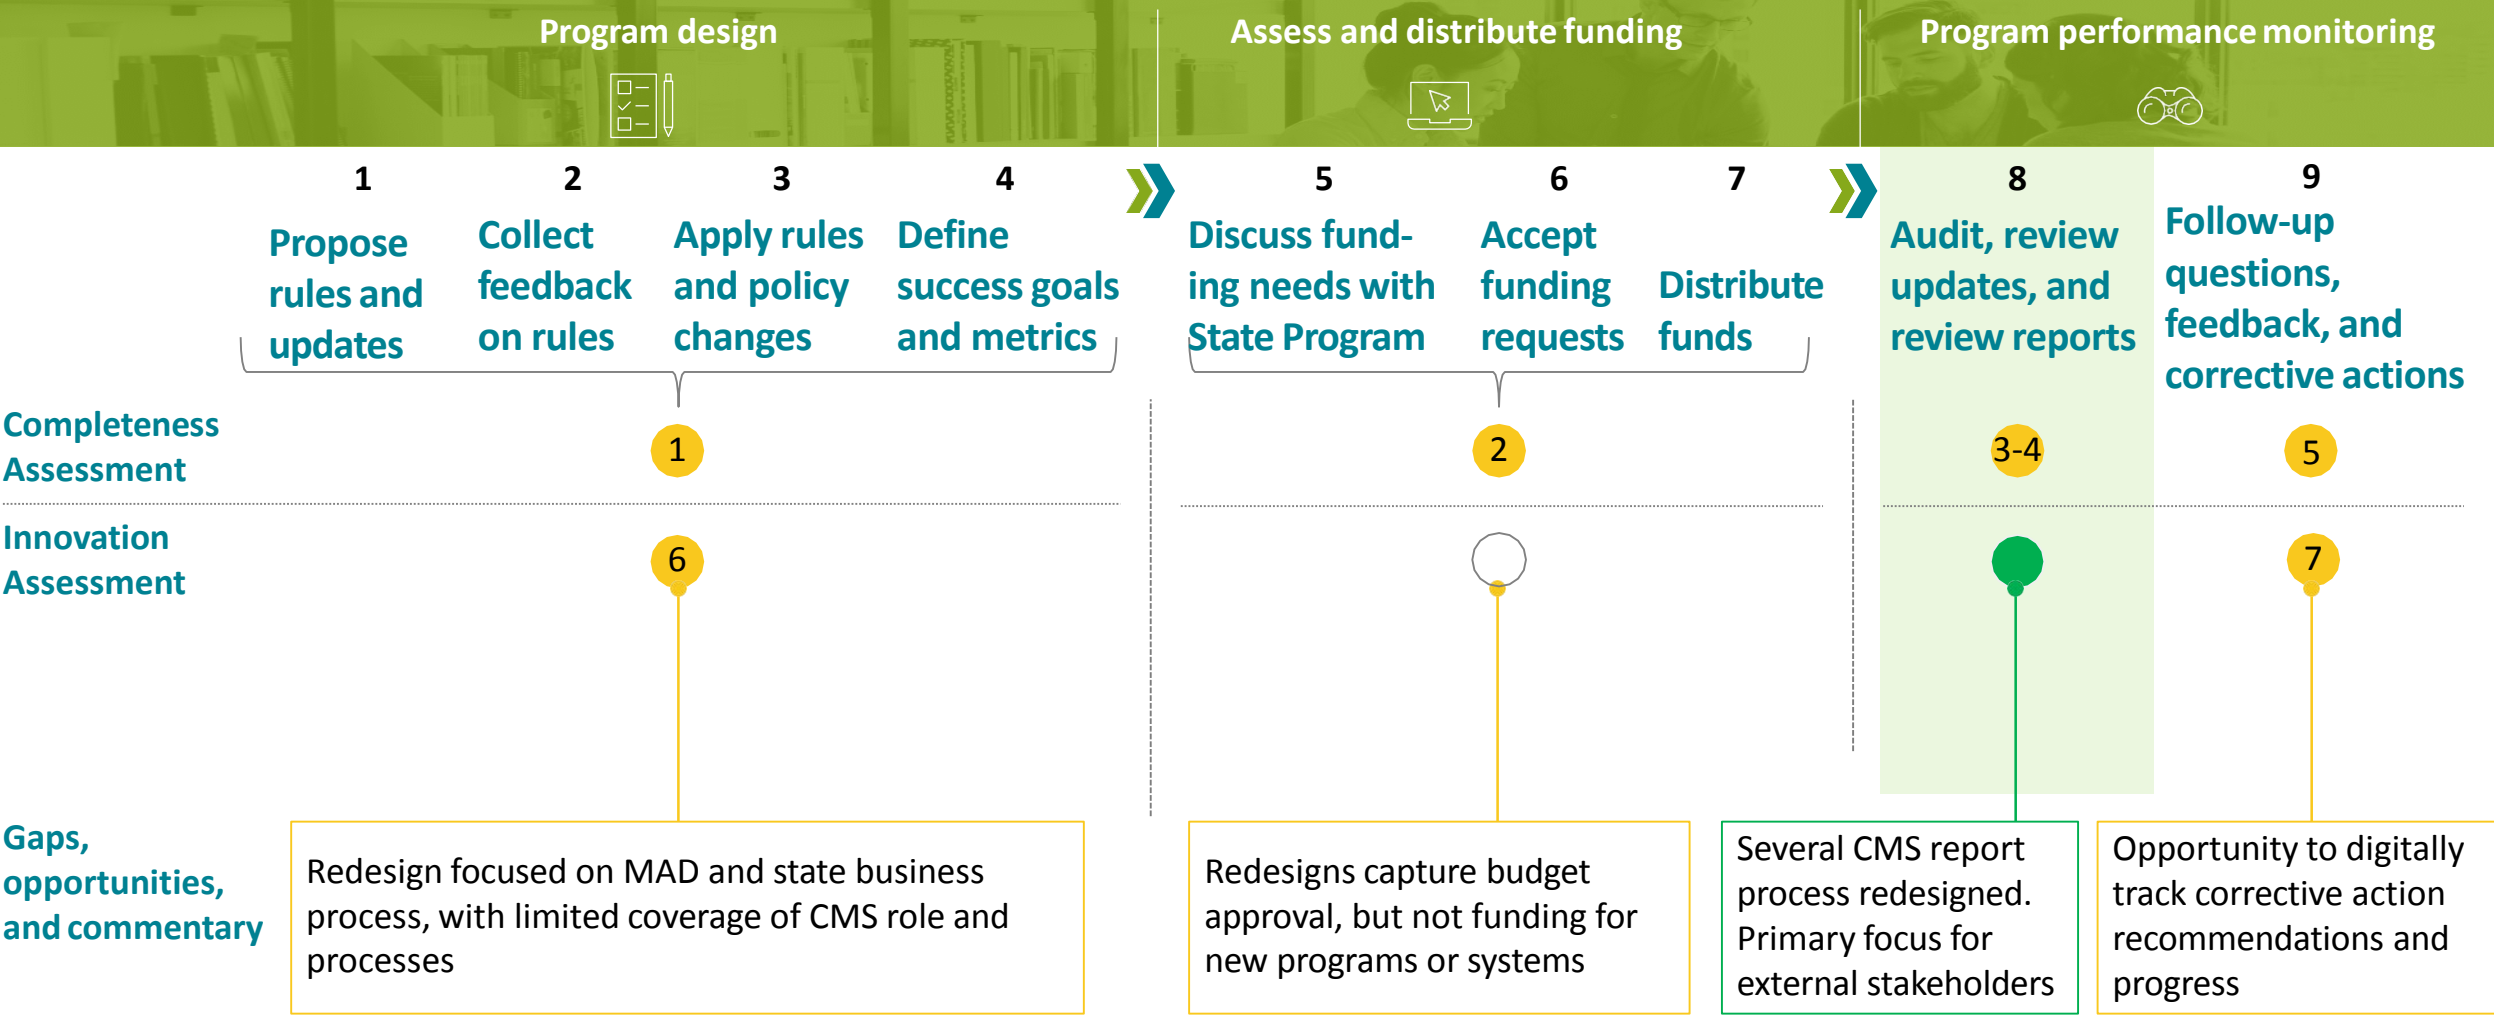 Program design
Assess and distribute funding
Program performance monitoring
1
Propose
rules and
updates
2
Collect
feedback
on rules
3
Apply rules
and policy
changes
4
Define
success goals
and metrics
5
Discuss fund-
ing needs with
State Program
6
Accept
funding
requests
7
Distribute
funds
8
Audit, review
updates, and
review reports
9
Follow-up
questions,
feedback, and
corrective actions
Completeness
Assessment
1
2
3-4
5
Innovation
Assessment
6
7
Gaps,
opportunities,
and commentary
Redesign focused on MAD and state business
process, with limited coverage of CMS role and
processes
Redesigns capture budget
approval, but not funding for
new programs or systems
Several CMS report
process redesigned.
Primary focus for
external stakeholders
Opportunity to digitally
track corrective action
recommendations and
progress